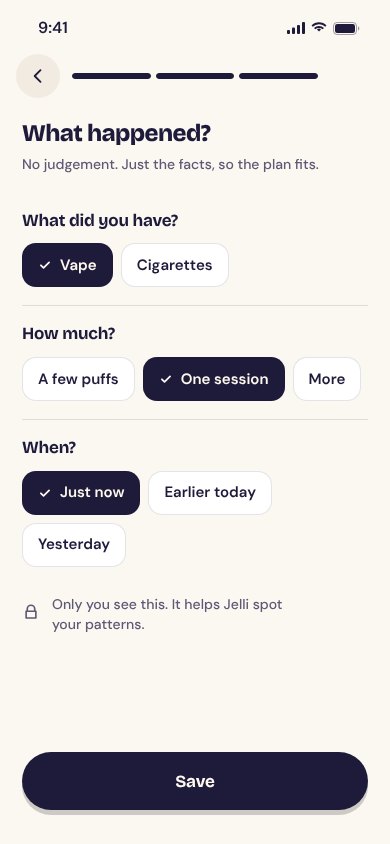 9:41
What happened?
No judgement. Just the facts, so the plan fits.
What did you have?
Vape
Cigarettes
How much?
A few puffs
One session
More
When?
Just now
Earlier today
Yesterday
Only you see this. It helps Jelli spot
your patterns.
Save